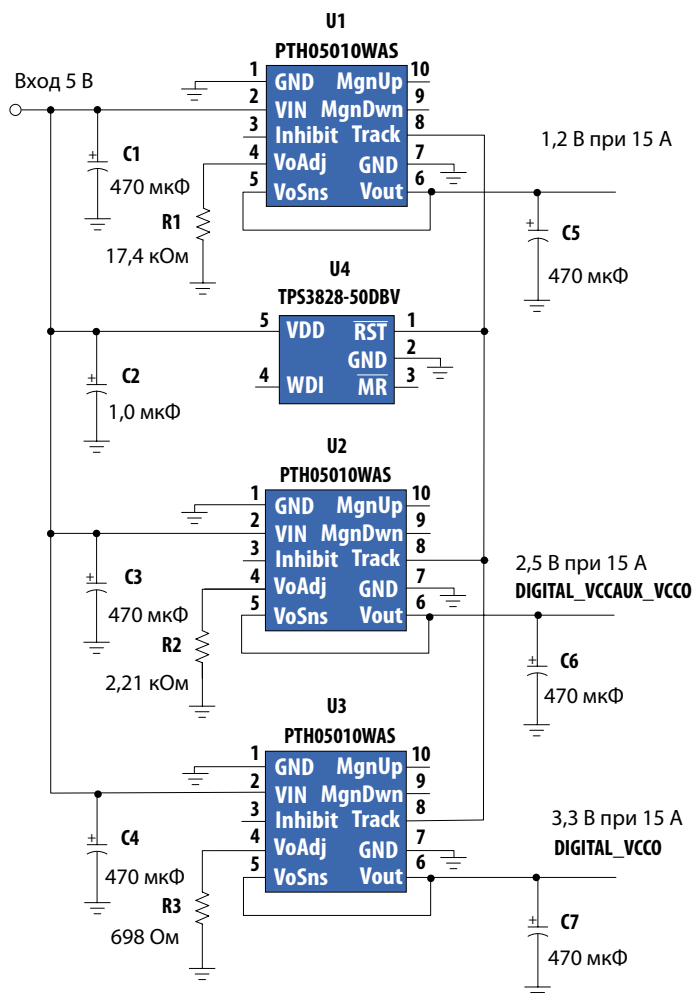 U1
PTH05010WAS
Вход 5 В
1 GND MgnUp 10
2 VIN MgnDwn 9
3 Inhibit Track 8
4 VoAdj GND 7
5 VoSns Vout 6
1,2 В при 15 А
C1
470 мкФ
R1
17,4 кОм
C5
470 мкФ
U4
TPS3828-50DBV
5 VDD RST 1
GND 2
4 WDI MR 3
C2
1,0 мкФ
U2
PTH05010WAS
1 GND MgnUp 10
2 VIN MgnDwn 9
3 Inhibit Track 8
4 VoAdj GND 7
5 VoSns Vout 6
2,5 В при 15 А
DIGITAL_VCCAUX_VCCO
C3
470 мкФ
R2
2,21 кОм
C6
470 мкФ
U3
PTH05010WAS
1 GND MgnUp 10
2 VIN MgnDwn 9
3 Inhibit Track 8
4 VoAdj GND 7
5 VoSns Vout 6
3,3 В при 15 А
DIGITAL_VCCO
C4
470 мкФ
R3
698 Ом
C7
470 мкФ